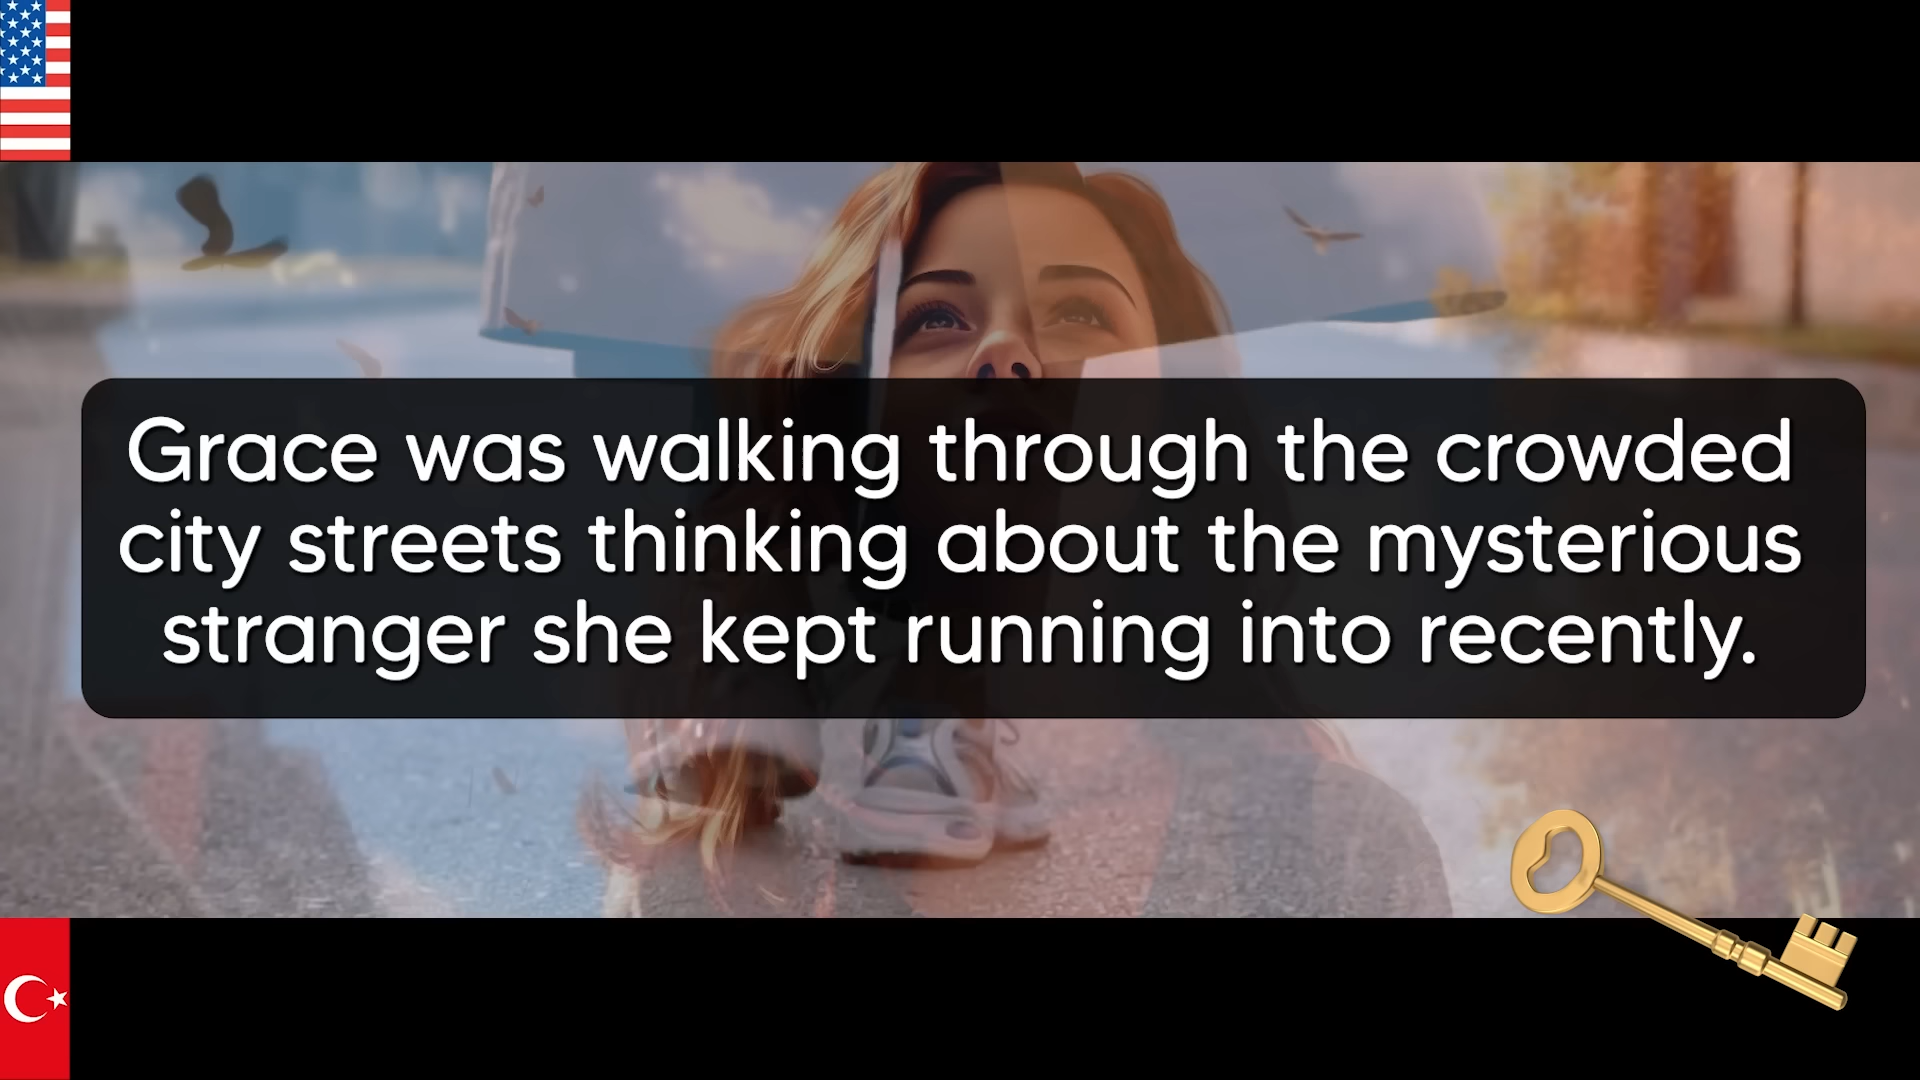 Grace was walking through the crowded
city streets thinking about the mysterious
stranger she kept running into recently.